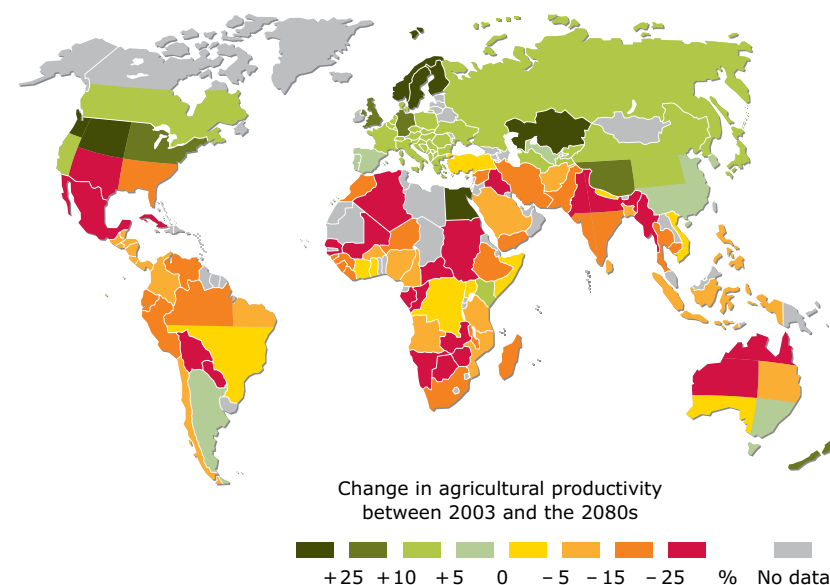 Change in agricultural productivity
between 2003 and the 2080s
+25 +10 +5 0 –5 –15 –25 % No data